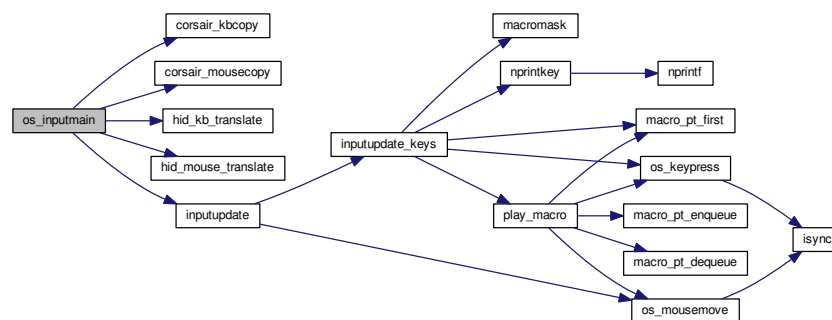 corsair_kbcopy
macromask
corsair_mousecopy
nprintkey
nprintf
os_inputmain
hid_kb_translate
macro_pt_first
inputupdate_keys
hid_mouse_translate
os_keypress
inputupdate
play_macro
macro_pt_enqueue
isync
macro_pt_dequeue
os_mousemove